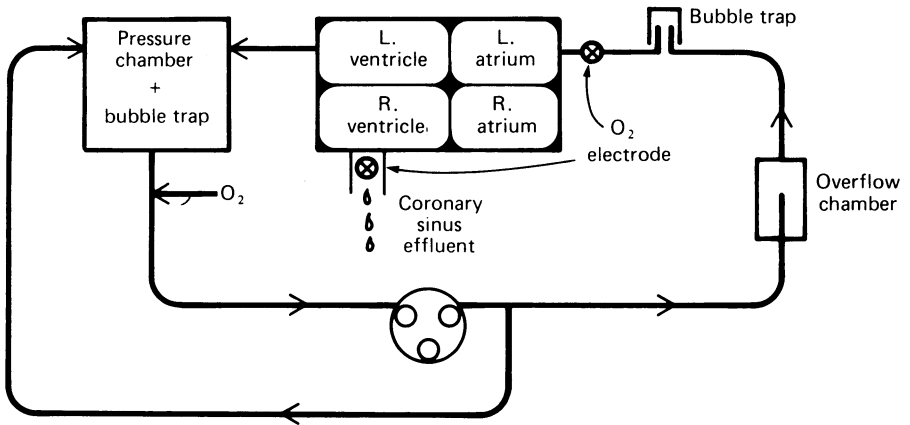 Pressure
chamber
+
bubble trap
L.
ventricle
L.
atrium
R.
ventricle
R.
atrium
Bubble trap
O₂
electrode
O₂
Coronary
sinus
effluent
Overflow
chamber